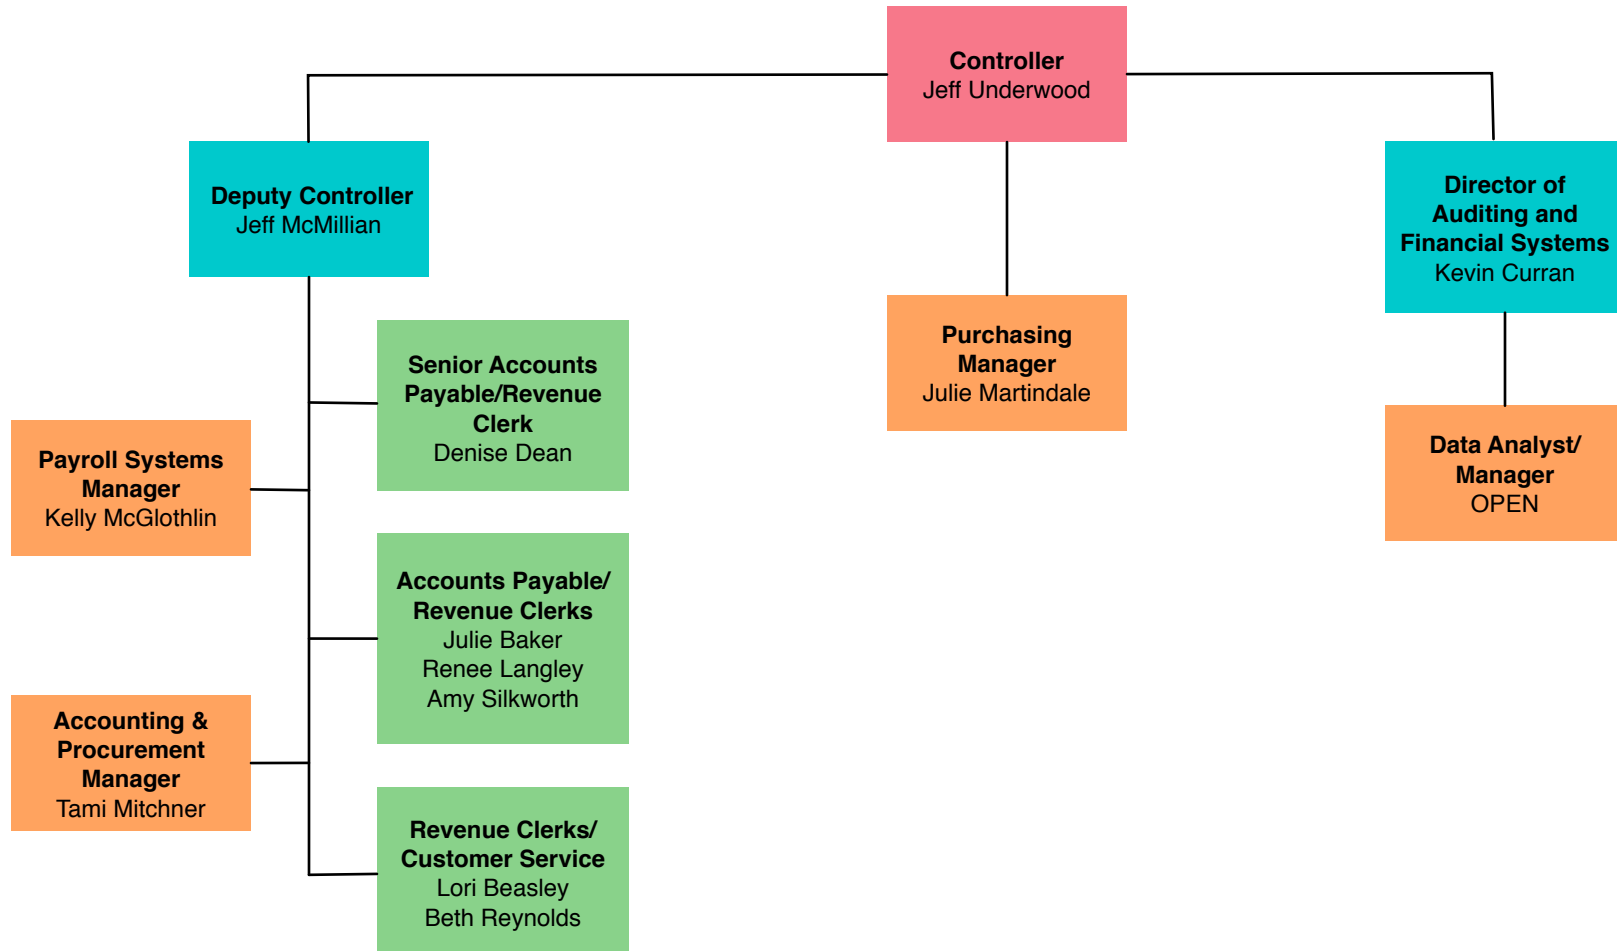 Controller
Jeff Underwood
Deputy Controller
Jeff McMillian
Director of
Auditing and
Financial Systems
Kevin Curran
Purchasing
Manager
Julie Martindale
Senior Accounts
Payable/Revenue
Clerk
Denise Dean
Data Analyst/
Manager
OPEN
Payroll Systems
Manager
Kelly McGlothlin
Accounts Payable/
Revenue Clerks
Julie Baker
Renee Langley
Amy Silkworth
Accounting &
Procurement
Manager
Tami Mitchner
Revenue Clerks/
Customer Service
Lori Beasley
Beth Reynolds